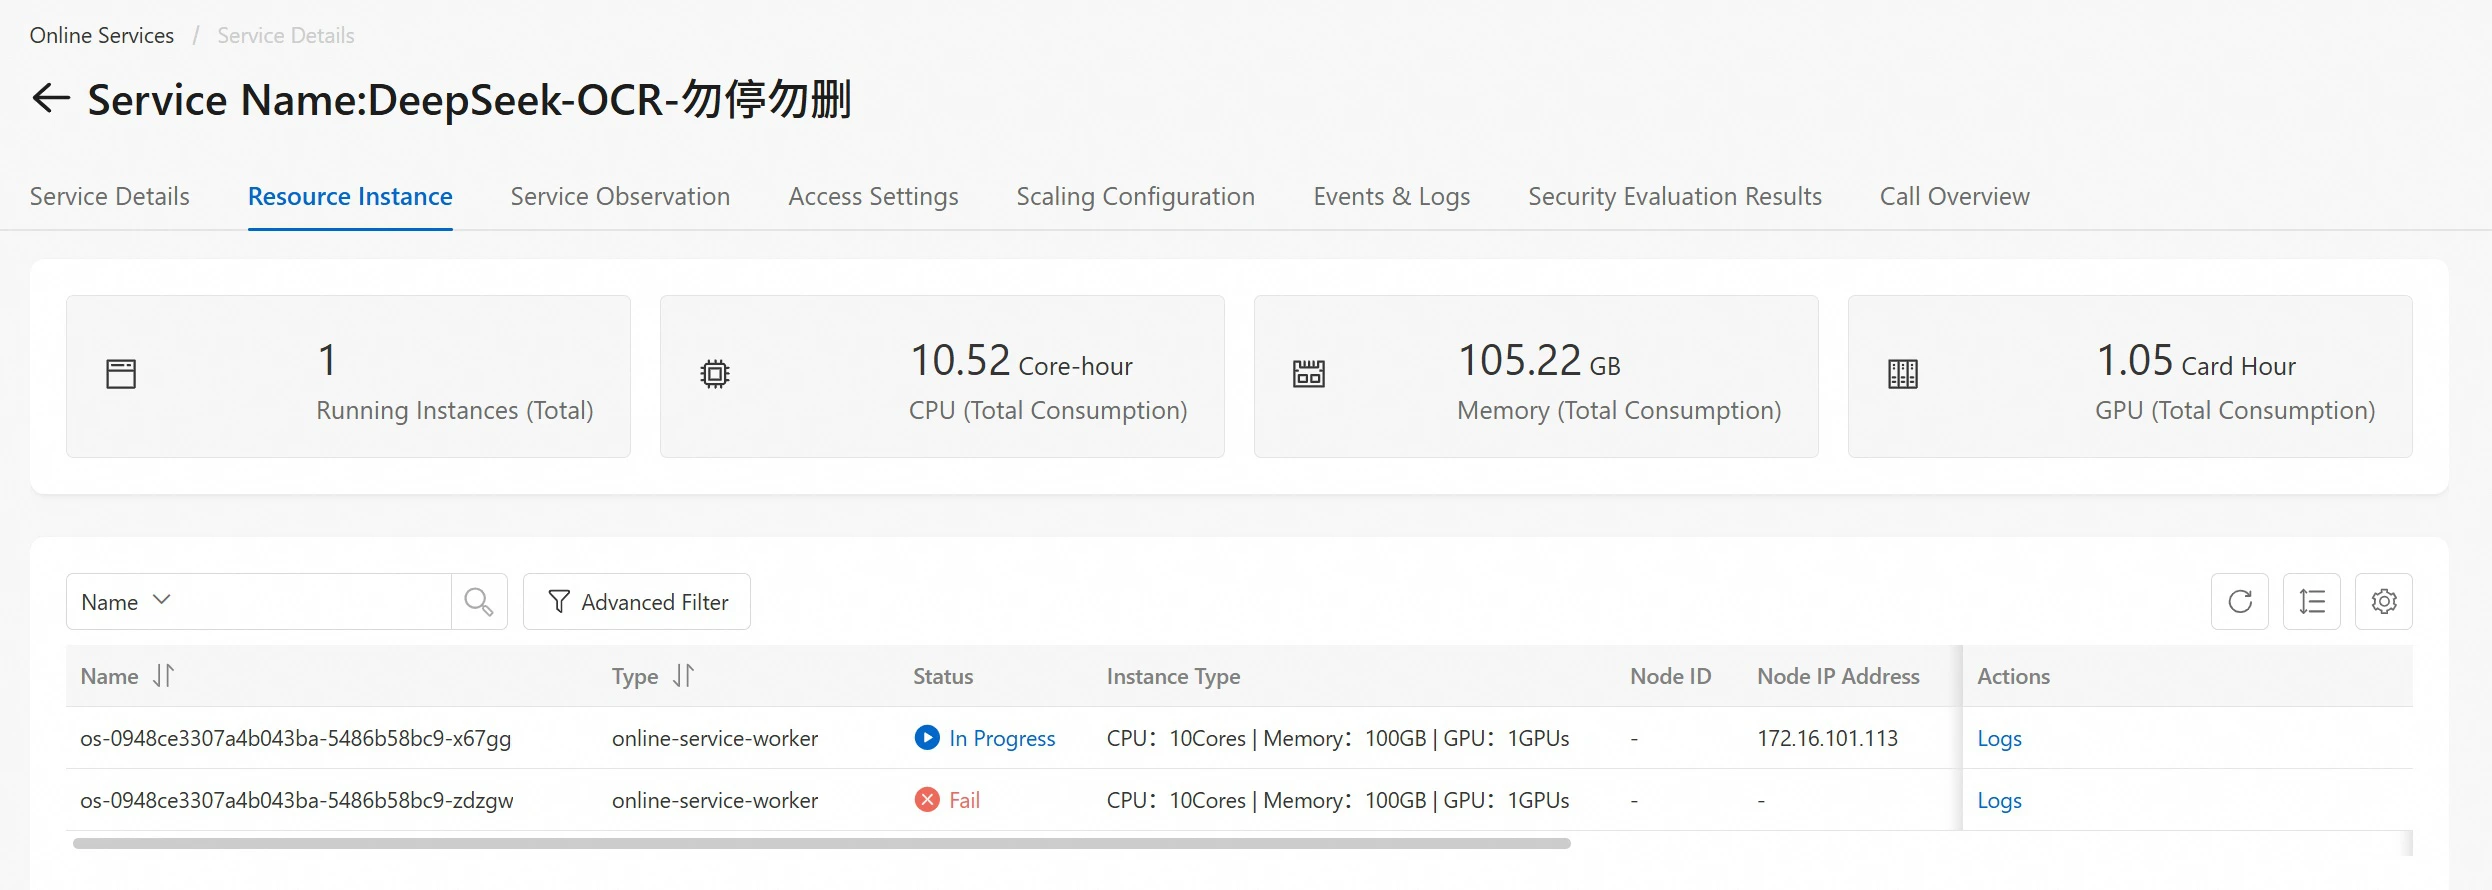 Online Services / Service Details
Service Name:DeepSeek-OCR-勿停勿删
Service Details Resource Instance Service Observation Access Settings Scaling Configuration Events & Logs Security Evaluation Results Call Overview
1
Running Instances (Total)
10.52 Core-hour
CPU (Total Consumption)
105.22 GB
Memory (Total Consumption)
1.05 Card Hour
GPU (Total Consumption)
Name Advanced Filter
Name Type Status Instance Type Node ID Node IP Address Actions
os-0948ce3307a4b043ba-5486b58bc9-x67gg online-service-worker In Progress CPU：10Cores | Memory：100GB | GPU：1GPUs - 172.16.101.113 Logs
os-0948ce3307a4b043ba-5486b58bc9-zdzgw online-service-worker Fail CPU：10Cores | Memory：100GB | GPU：1GPUs - - Logs